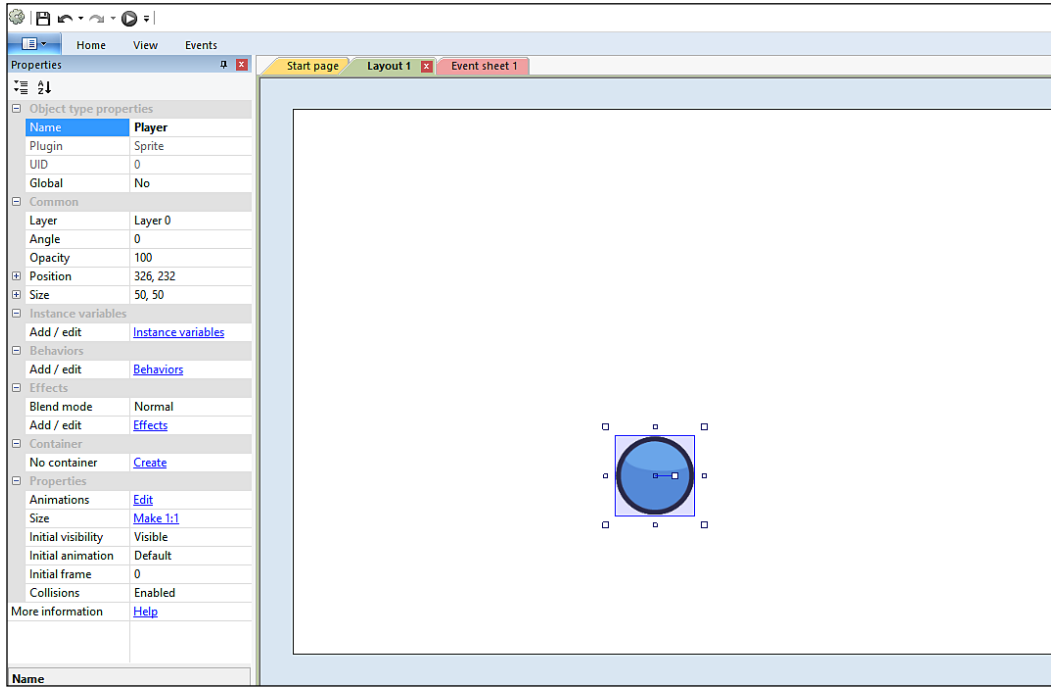 Home View Events
Properties
Start page Layout 1 Event sheet 1
Object type properties
Name Player
Plugin Sprite
UID 0
Global No
Common
Layer Layer 0
Angle 0
Opacity 100
Position 326, 232
Size 50, 50
Instance variables
Add / edit Instance variables
Behaviors
Add / edit Behaviors
Effects
Blend mode Normal
Add / edit Effects
Container
No container Create
Properties
Animations Edit
Size Make 1:1
Initial visibility Visible
Initial animation Default
Initial frame 0
Collisions Enabled
More information Help
Name